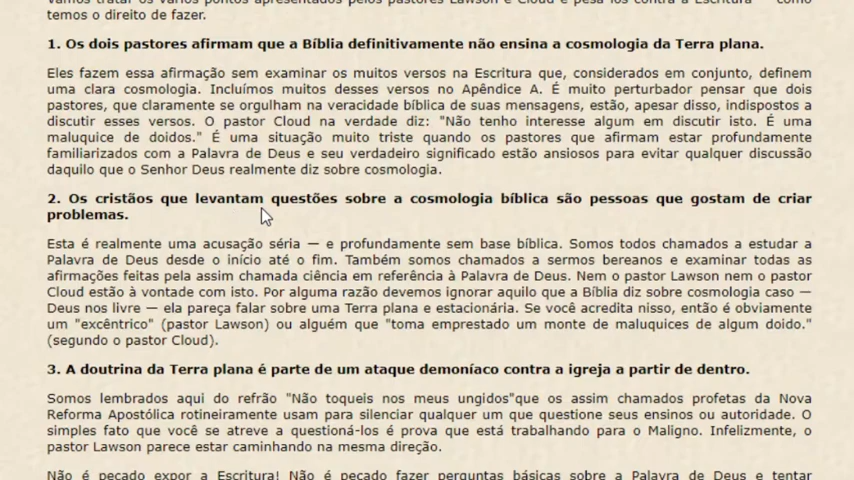 Vamos tratar os vários pontos apresentados pelos pastores Lawson e Cloud e pesá-los contra a Escritura — como
temos o direito de fazer.
1. Os dois pastores afirmam que a Bíblia definitivamente não ensina a cosmologia da Terra plana.
Eles fazem essa afirmação sem examinar os muitos versos na Escritura que, considerados em conjunto, definem
uma clara cosmologia. Incluímos muitos desses versos no Apêndice A. É muito perturbador pensar que dois
pastores, que claramente se orgulham na veracidade bíblica de suas mensagens, estão, apesar disso, indispostos a
discutir esses versos. O pastor Cloud na verdade diz: "Não tenho interesse algum em discutir isto. É uma
maluquice de doidos." É uma situação muito triste quando os pastores que afirmam estar profundamente
familiarizados com a Palavra de Deus e seu verdadeiro significado estão ansiosos para evitar qualquer discussão
daquilo que o Senhor Deus realmente diz sobre cosmologia.
2. Os cristãos que levantam questões sobre a cosmologia bíblica são pessoas que gostam de criar
problemas.
Esta é realmente uma acusação séria — e profundamente sem base bíblica. Somos todos chamados a estudar a
Palavra de Deus desde o início até o fim. Também somos chamados a sermos bereanos e examinar todas as
afirmações feitas pela assim chamada ciência em referência à Palavra de Deus. Nem o pastor Lawson nem o pastor
Cloud estão à vontade com isto. Por alguma razão devemos ignorar aquilo que a Bíblia diz sobre cosmologia caso —
Deus nos livre — ela pareça falar sobre uma Terra plana e estacionária. Se você acredita nisso, então é obviamente
um "excêntrico" (pastor Lawson) ou alguém que "toma emprestado um monte de maluquices de algum doido."
(segundo o pastor Cloud).
3. A doutrina da Terra plana é parte de um ataque demoníaco contra a igreja a partir de dentro.
Somos lembrados aqui do refrão "Não toqueis nos meus ungidos"que os assim chamados profetas da Nova
Reforma Apostólica rotineiramente usam para silenciar qualquer um que questione seus ensinos ou autoridade. O
simples fato que você se atreve a questioná-los é prova que está trabalhando para o Maligno. Infelizmente, o
pastor Lawson parece estar caminhando na mesma direção.
Não é pecado expor a Escritura! Não é pecado fazer perguntas básicas sobre a Palavra de Deus e tentar